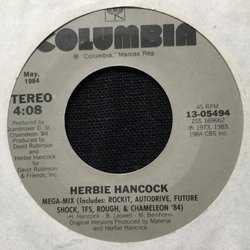 COLUMBIA
® "Columbia," Marcas Reg.
May,
1984
STEREO
4:08
Produced by
Grandmixer D. St.
Chameleon '84
Produced by
David Rubinson
and Herbie
Hancock for
David Rubinson
& Friends, Inc.
45 RPM
13-05494
ZSS 169662
℗ 1973, 1983,
1984 CBS Inc.
HERBIE HANCOCK
MEGA-MIX (Includes: ROCKIT, AUTODRIVE, FUTURE
SHOCK, TFS, ROUGH, & CHAMELEON '84)
- H. Hancock - B. Laswell - M. Beinhorn-
Original Versions Produced by Material and
Herbie Hancock